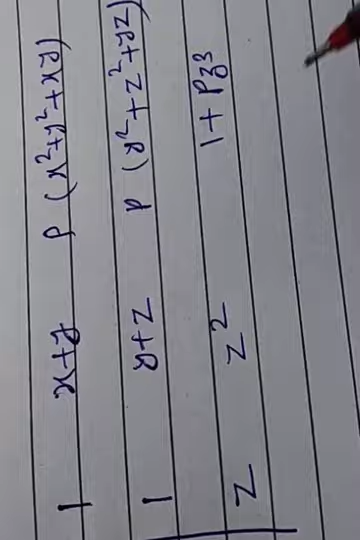 1 x+y p (x²+y²+xy)
1 y+z p (y²+z²+yz)
z z² 1+pz³